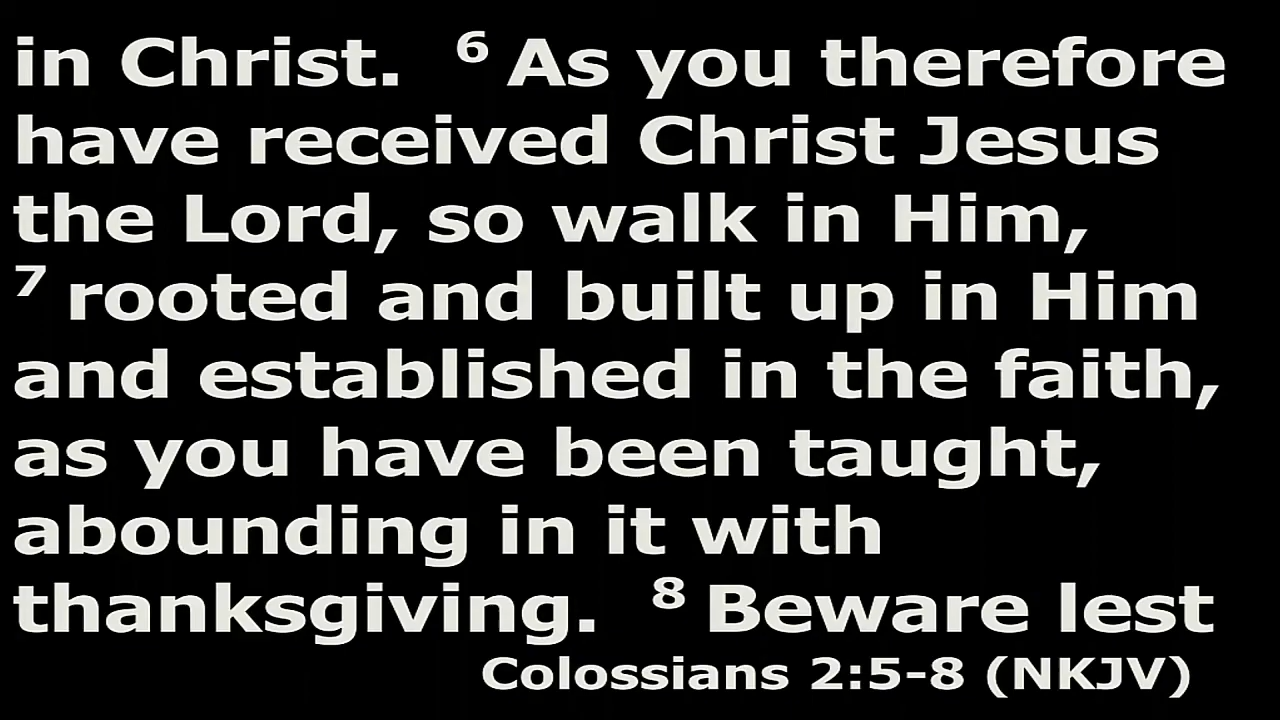 in Christ. ⁶ As you therefore
have received Christ Jesus
the Lord, so walk in Him,
⁷ rooted and built up in Him
and established in the faith,
as you have been taught,
abounding in it with
thanksgiving. ⁸ Beware lest
Colossians 2:5-8 (NKJV)